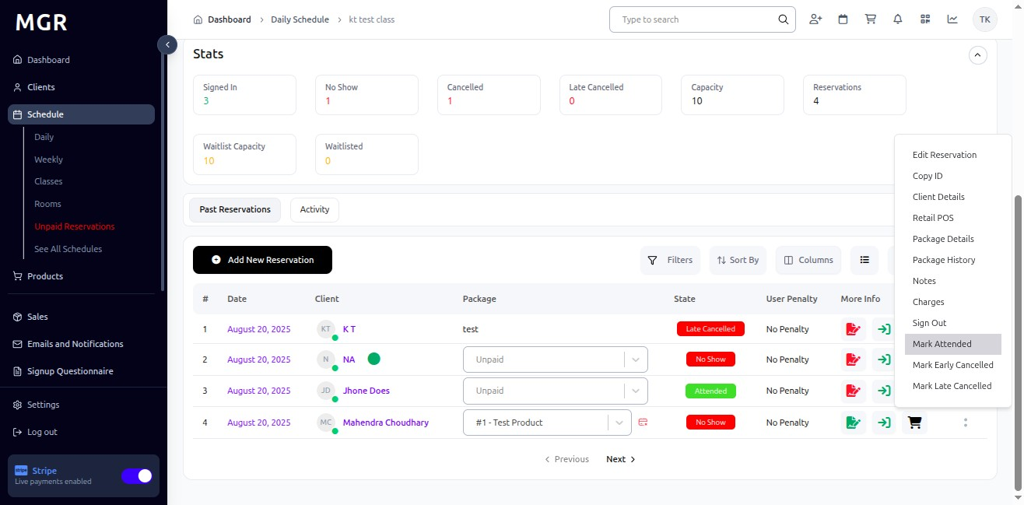 MGR
Dashboard
Clients
Schedule
Daily
Weekly
Classes
Rooms
Unpaid Reservations
See All Schedules
Products
Sales
Emails and Notifications
Signup Questionnaire
Settings
Log out
Stripe
Live payments enabled
Dashboard > Daily Schedule > kt test class
Type to search
TK
Stats
Signed In
3
No Show
1
Cancelled
1
Late Cancelled
0
Capacity
10
Reservations
4
Waitlist Capacity
10
Waitlisted
0
Past Reservations
Activity
Add New Reservation
Filters
Sort By
Columns
# Date Client Package State User Penalty More Info
1 August 20, 2025 KT K T test Late Cancelled No Penalty
2 August 20, 2025 N NA Unpaid No Show No Penalty
3 August 20, 2025 JD Jhone Does Unpaid Attended No Penalty
4 August 20, 2025 MC Mahendra Choudhary #1 - Test Product No Show No Penalty
Previous Next
Edit Reservation
Copy ID
Client Details
Retail POS
Package Details
Package History
Notes
Charges
Sign Out
Mark Attended
Mark Early Cancelled
Mark Late Cancelled